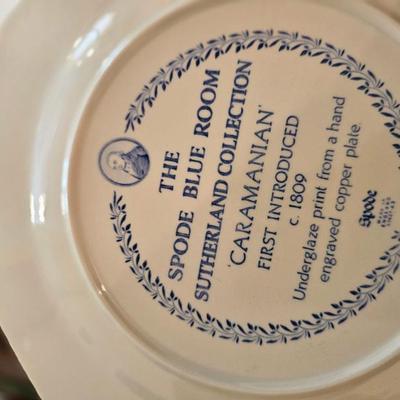 THE
SPODE BLUE ROOM
SUTHERLAND COLLECTION
'CARAMANIAN'
FIRST INTRODUCED
c. 1809
Underglaze print from a hand
engraved copper plate.
Spode